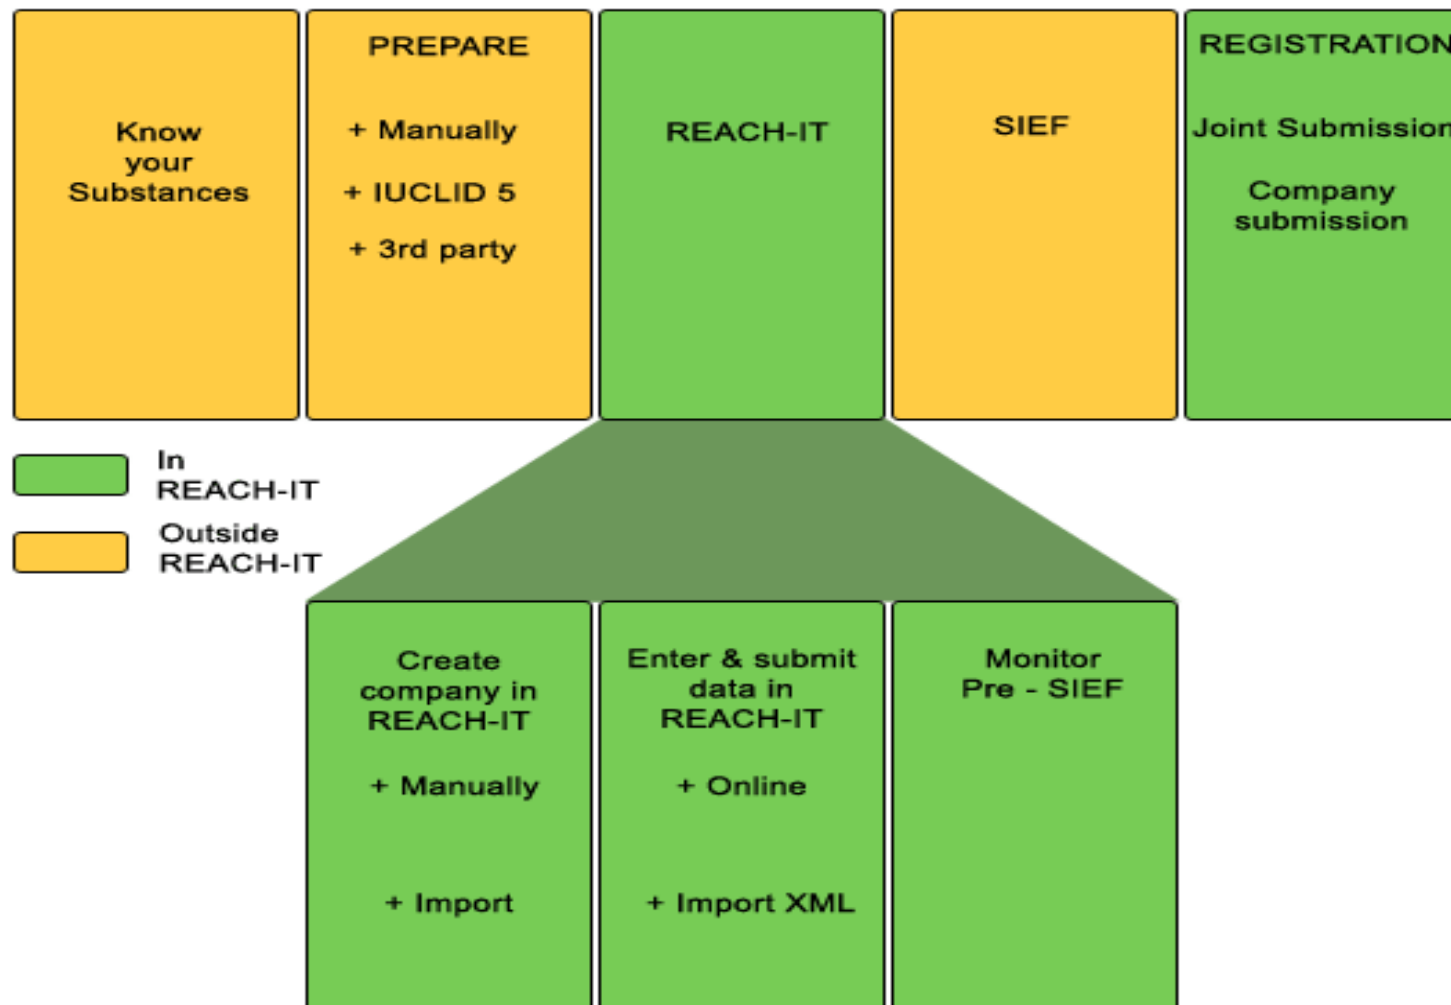 Know
your
Substances
PREPARE
+ Manually
+ IUCLID 5
+ 3rd party
REACH-IT
SIEF
REGISTRATION
Joint Submission
Company
submission
In
REACH-IT
Outside
REACH-IT
Create
company in
REACH-IT
+ Manually
+ Import
Enter & submit
data in
REACH-IT
+ Online
+ Import XML
Monitor
Pre - SIEF